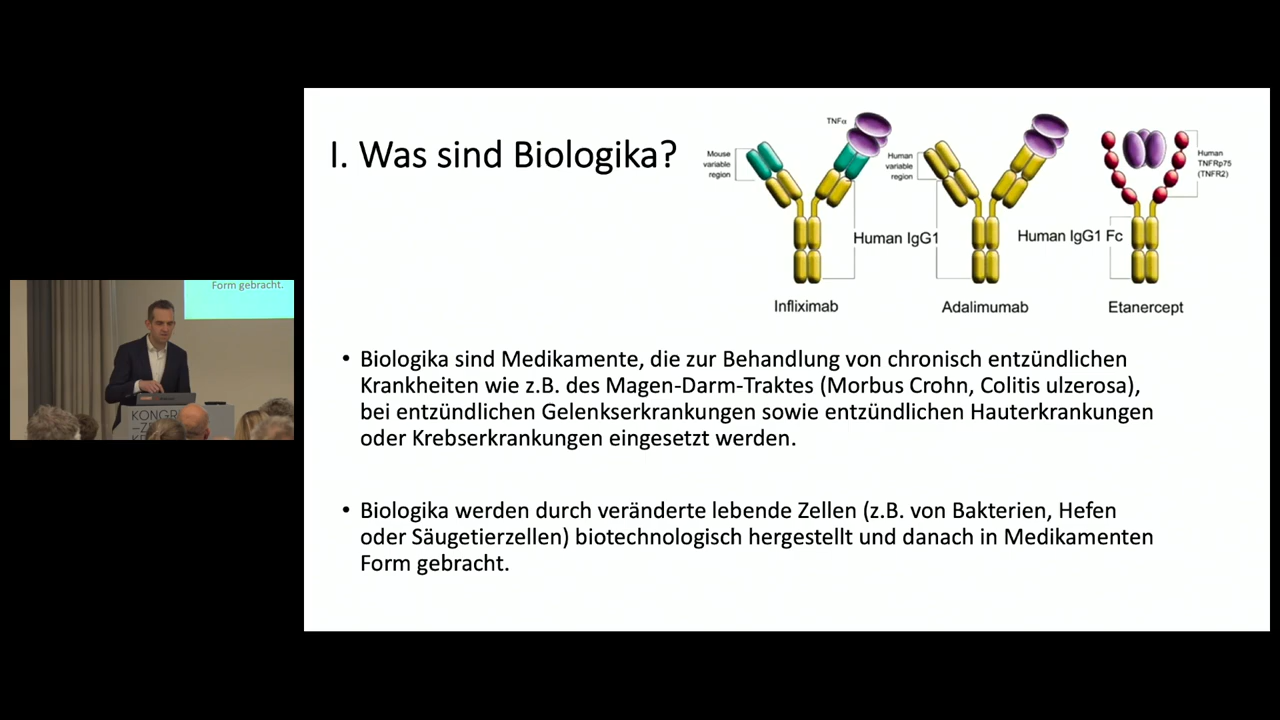 I. Was sind Biologika?
TNFα
Mouse
variable
region
Human
variable
region
Human
TNFRp75
(TNFR2)
Human IgG1
Human IgG1 Fc
Infliximab
Adalimumab
Etanercept
• Biologika sind Medikamente, die zur Behandlung von chronisch entzündlichen
Krankheiten wie z.B. des Magen-Darm-Traktes (Morbus Crohn, Colitis ulzerosa),
bei entzündlichen Gelenkserkrankungen sowie entzündlichen Hauterkrankungen
oder Krebserkrankungen eingesetzt werden.
• Biologika werden durch veränderte lebende Zellen (z.B. von Bakterien, Hefen
oder Säugetierzellen) biotechnologisch hergestellt und danach in Medikamenten
Form gebracht.
Form gebracht.
KONGR